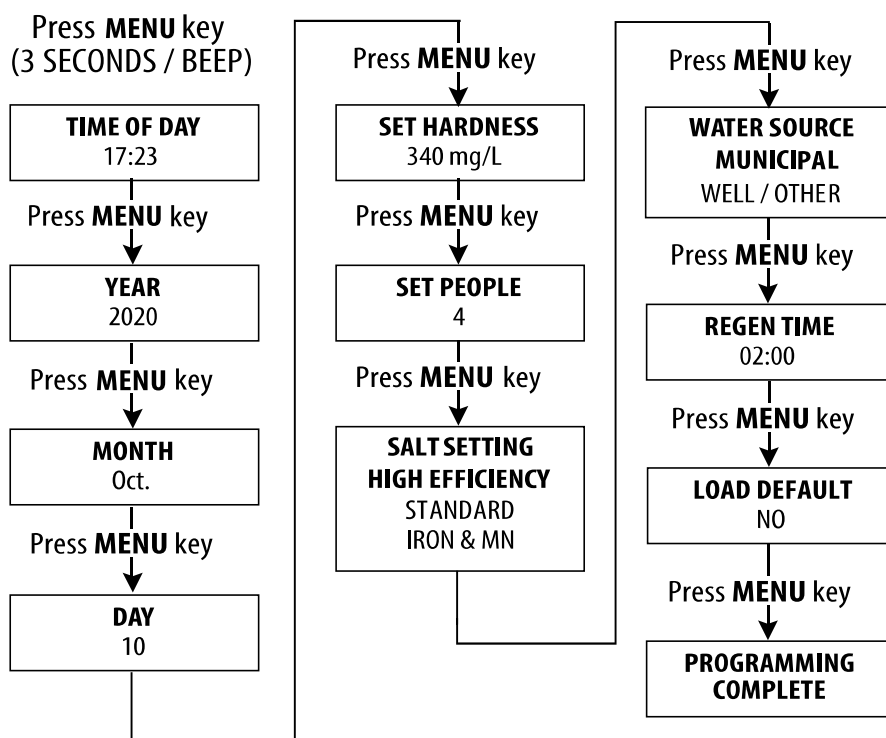 Press MENU key
(3 SECONDS / BEEP)
TIME OF DAY
17:23
Press MENU key
YEAR
2020
Press MENU key
MONTH
Oct.
Press MENU key
DAY
10
Press MENU key
SET HARDNESS
340 mg/L
Press MENU key
SET PEOPLE
4
Press MENU key
SALT SETTING
HIGH EFFICIENCY
STANDARD
IRON & MN
Press MENU key
WATER SOURCE
MUNICIPAL
WELL / OTHER
Press MENU key
REGEN TIME
02:00
Press MENU key
LOAD DEFAULT
NO
Press MENU key
PROGRAMMING
COMPLETE